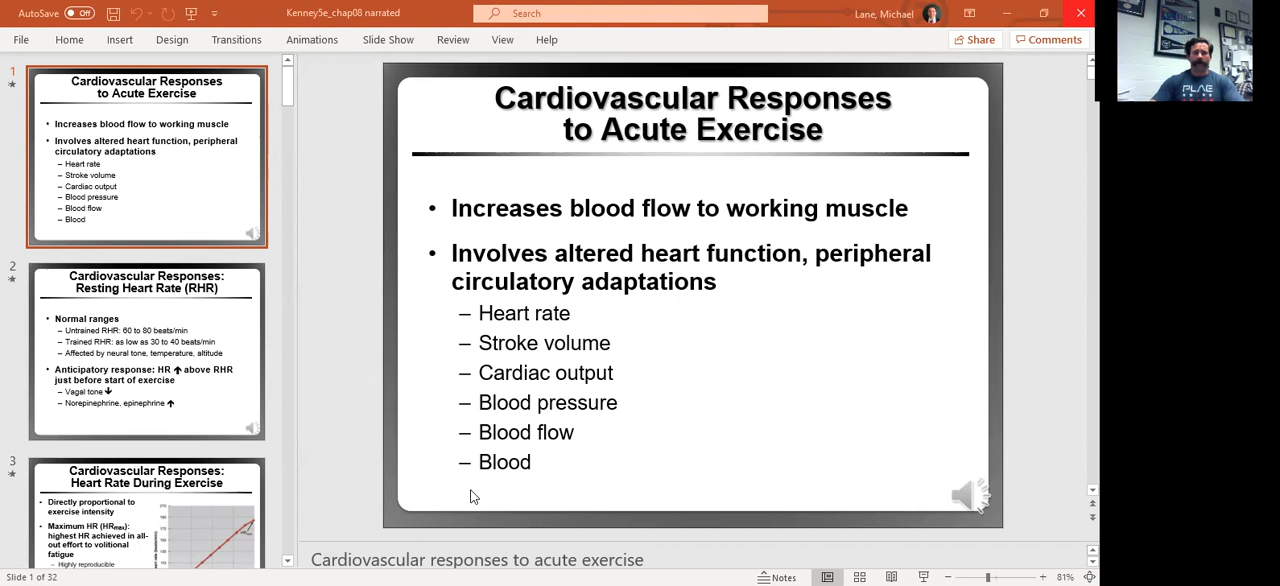 AutoSave Off
Kenney5e_chap08 narrated
Search
Lane, Michael
File Home Insert Design Transitions Animations Slide Show Review View Help
Share Comments
1
Cardiovascular Responses
to Acute Exercise
• Increases blood flow to working muscle
• Involves altered heart function, peripheral
circulatory adaptations
– Heart rate
– Stroke volume
– Cardiac output
– Blood pressure
– Blood flow
– Blood
2
Cardiovascular Responses:
Resting Heart Rate (RHR)
• Normal ranges
– Untrained RHR: 60 to 80 beats/min
– Trained RHR: as low as 30 to 40 beats/min
– Affected by neural tone, temperature, altitude
• Anticipatory response: HR ↑ above RHR
just before start of exercise
– Vagal tone ↓
– Norepinephrine, epinephrine ↑
3
Cardiovascular Responses:
Heart Rate During Exercise
• Directly proportional to
exercise intensity
• Maximum HR (HRmax):
highest HR achieved in all-
out effort to volitional
fatigue
– Highly reproducible
Cardiovascular Responses
to Acute Exercise
• Increases blood flow to working muscle
• Involves altered heart function, peripheral
circulatory adaptations
– Heart rate
– Stroke volume
– Cardiac output
– Blood pressure
– Blood flow
– Blood
Cardiovascular responses to acute exercise
PLAE
Slide 1 of 32
Notes
81%